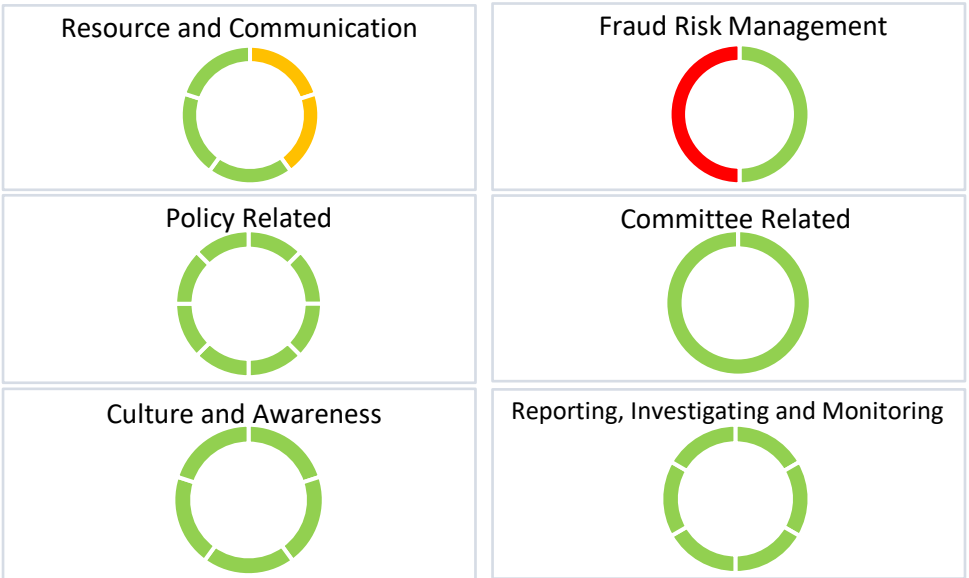 Resource and Communication
Fraud Risk Management
Policy Related
Committee Related
Culture and Awareness
Reporting, Investigating and Monitoring